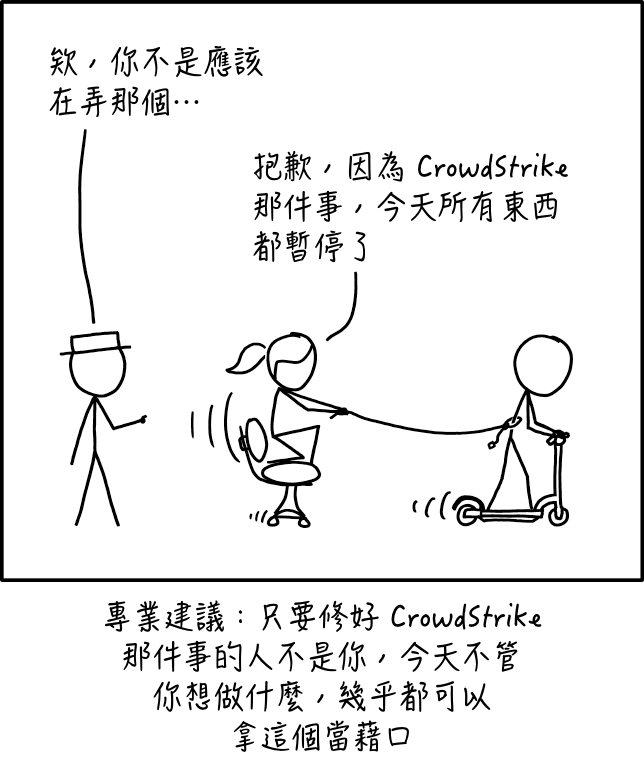 欸，你不是應該
在弄那個…
抱歉，因為 CrowdStrike
那件事，今天所有東西
都暫停了
專業建議：只要修好 CrowdStrike
那件事的人不是你，今天不管
你想做什麼，幾乎都可以
拿這個當藉口